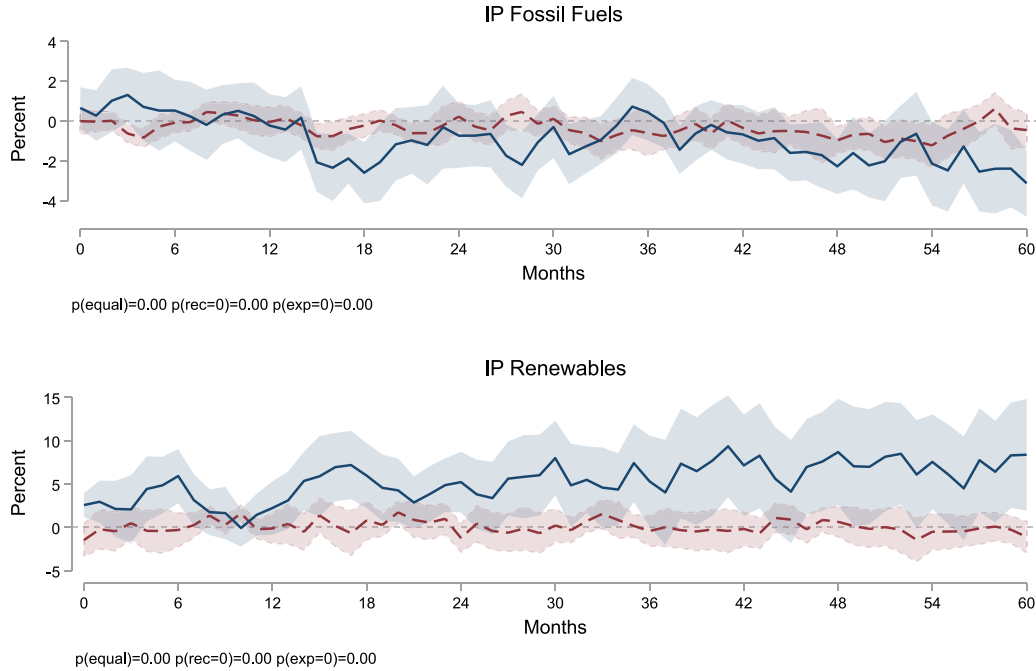 IP Fossil Fuels
4
2
0
-2
-4
Percent
0 6 12 18 24 30 36 42 48 54 60
Months
p(equal)=0.00 p(rec=0)=0.00 p(exp=0)=0.00
IP Renewables
15
10
5
0
-5
Percent
0 6 12 18 24 30 36 42 48 54 60
Months
p(equal)=0.00 p(rec=0)=0.00 p(exp=0)=0.00